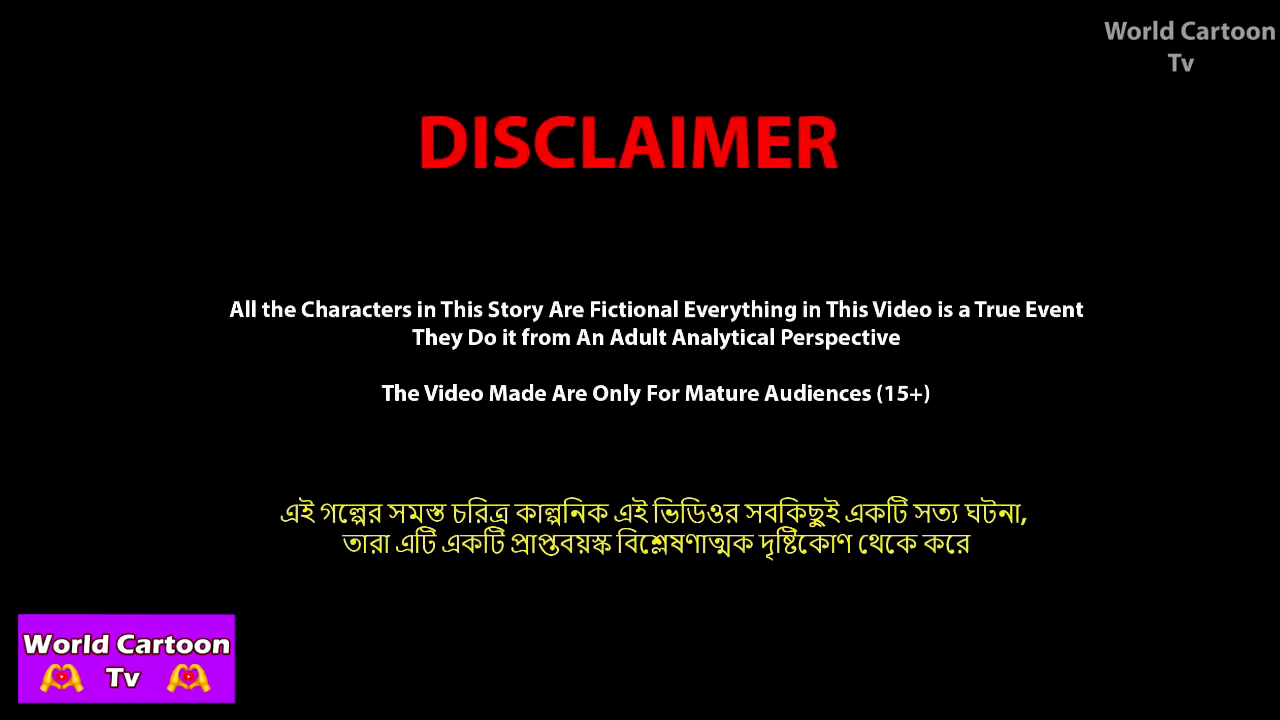 World Cartoon
Tv
DISCLAIMER
All the Characters in This Story Are Fictional Everything in This Video is a True Event
They Do it from An Adult Analytical Perspective
The Video Made Are Only For Mature Audiences (15+)
এই গল্পের সমস্ত চরিত্র কাল্পনিক এই ভিডিওর সবকিছুই একটি সত্য ঘটনা,
তারা এটি একটি প্রাপ্তবয়স্ক বিশ্লেষণাত্মক দৃষ্টিকোণ থেকে করে
World Cartoon
Tv